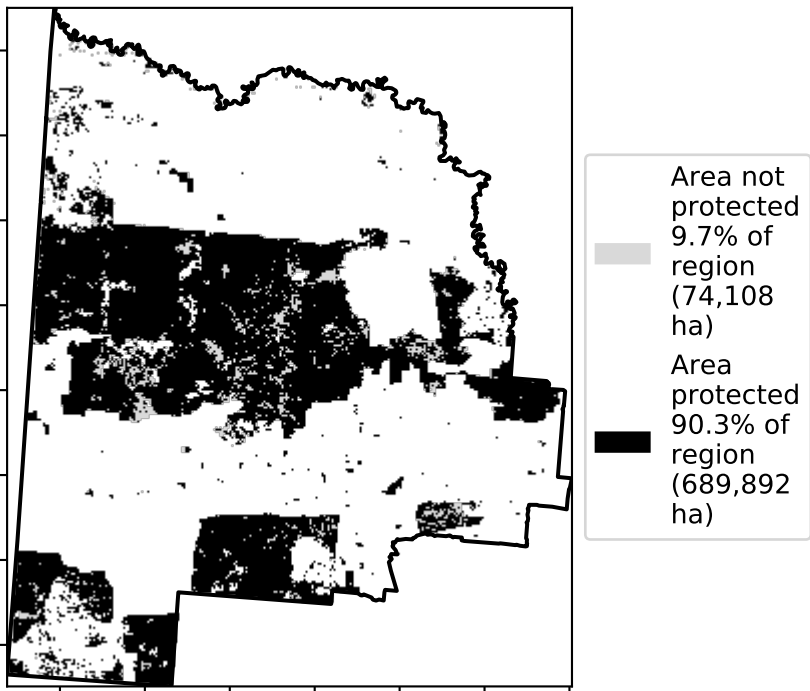 Area not
protected
9.7% of
region
(74,108
ha)
Area
protected
90.3% of
region
(689,892
ha)